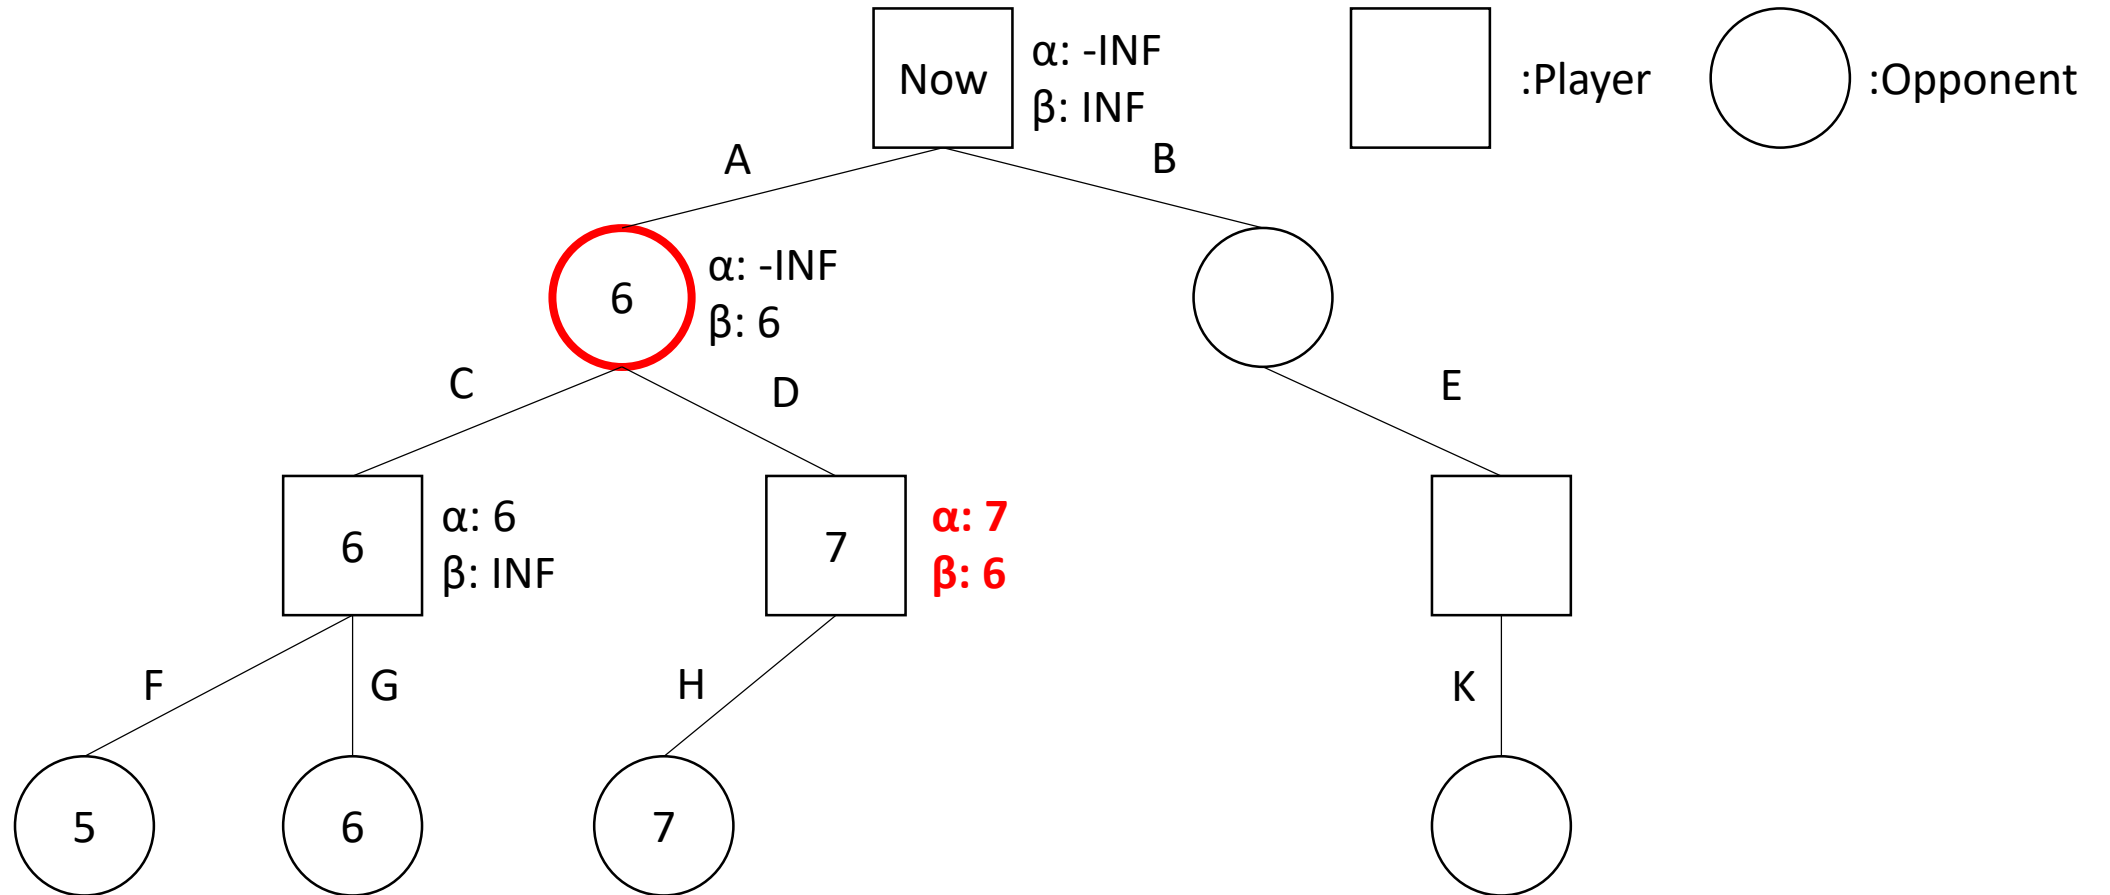 Now
α: -INF
β: INF
:Player
:Opponent
A
B
6
α: -INF
β: 6
C
D
E
6
α: 6
β: INF
7
α: 7
β: 6
F
G
H
K
5
6
7